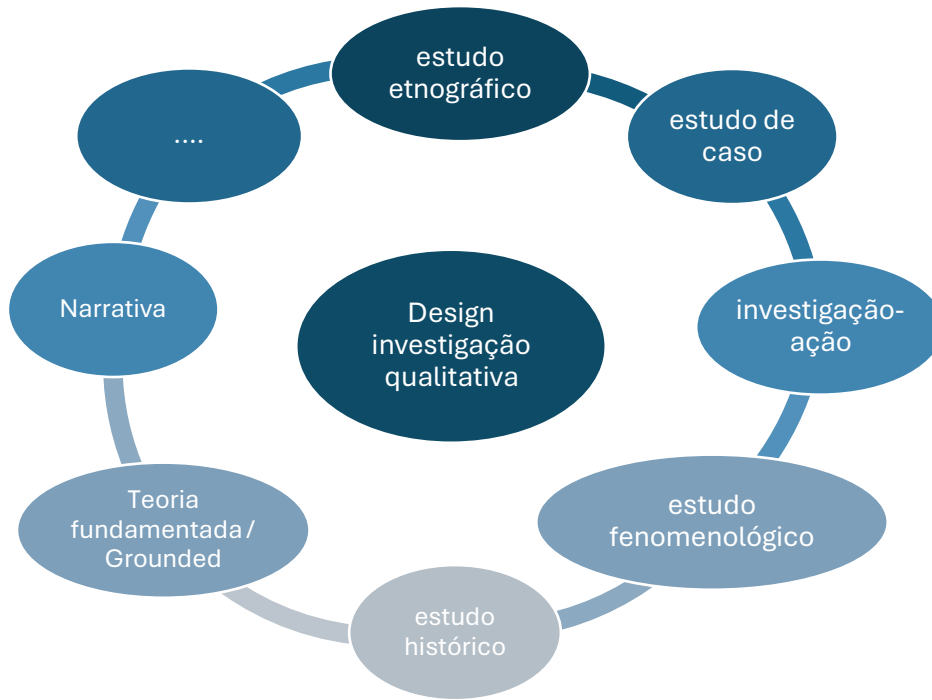 estudo
etnográfico
estudo de
caso
investigação-
ação
estudo
fenomenológico
estudo
histórico
Teoria
fundamentada /
Grounded
Narrativa
....
Design
investigação
qualitativa